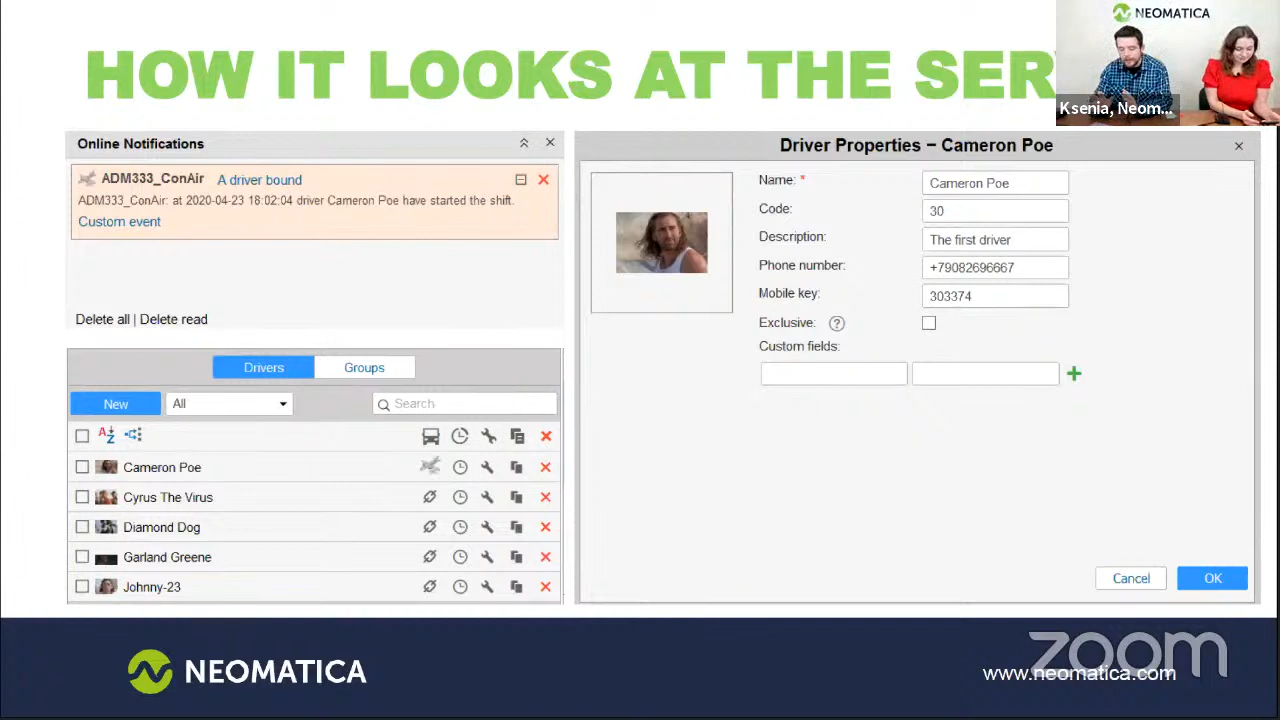 HOW IT LOOKS AT THE SER
NEOMATICA
Ksenia, Neom...
Online Notifications
ADM333_ConAir A driver bound
ADM333_ConAir: at 2020-04-23 18:02:04 driver Cameron Poe have started the shift.
Custom event
Delete all | Delete read
Drivers Groups
New All Search
Cameron Poe
Cyrus The Virus
Diamond Dog
Garland Greene
Johnny-23
Driver Properties − Cameron Poe
Name: * Cameron Poe
Code: 30
Description: The first driver
Phone number: +79082696667
Mobile key: 303374
Exclusive: ?
Custom fields:
Cancel OK
NEOMATICA
zoom
www.neomatica.com